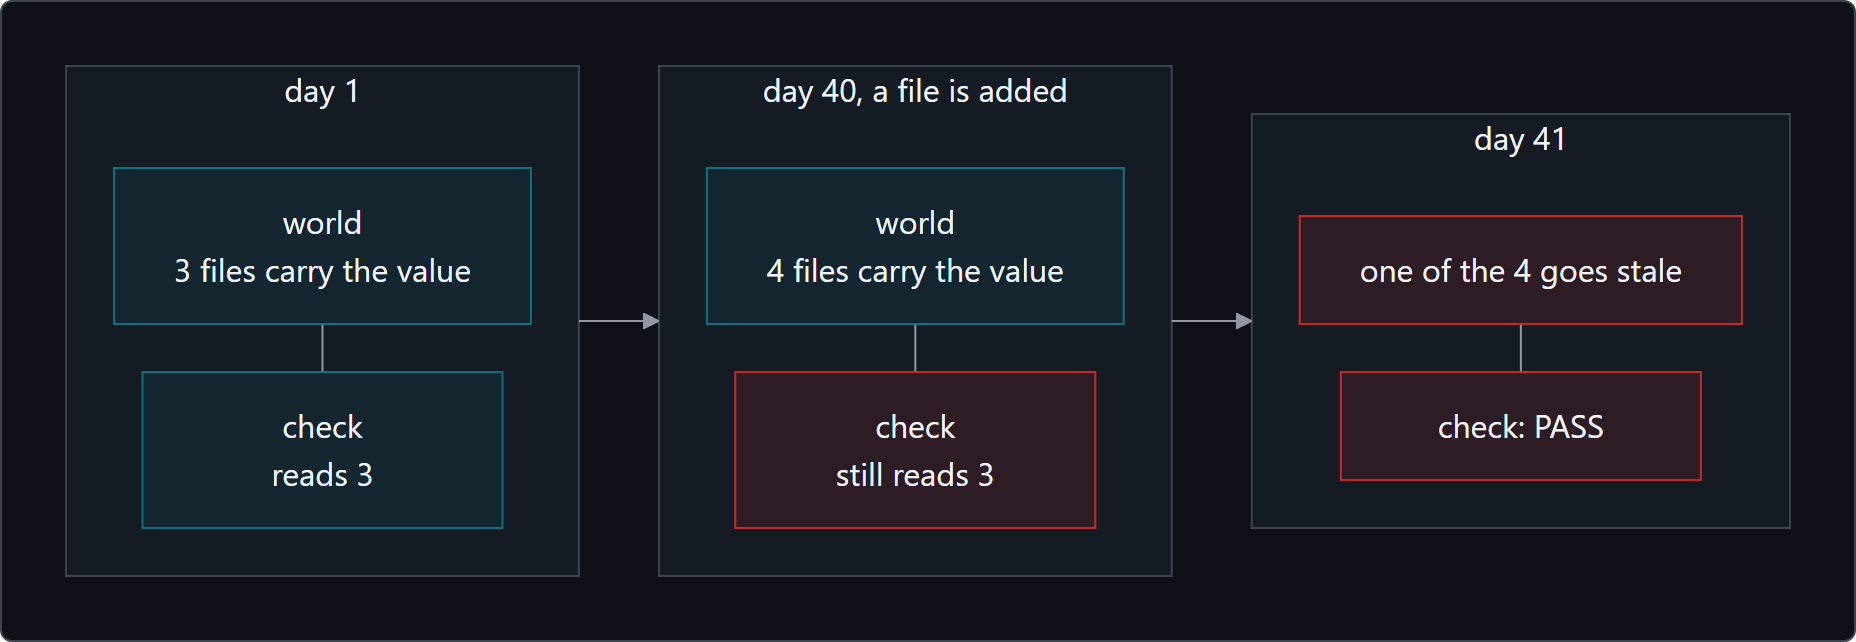 day 1
world
3 files carry the value
check
reads 3
day 40, a file is added
world
4 files carry the value
check
still reads 3
day 41
one of the 4 goes stale
check: PASS